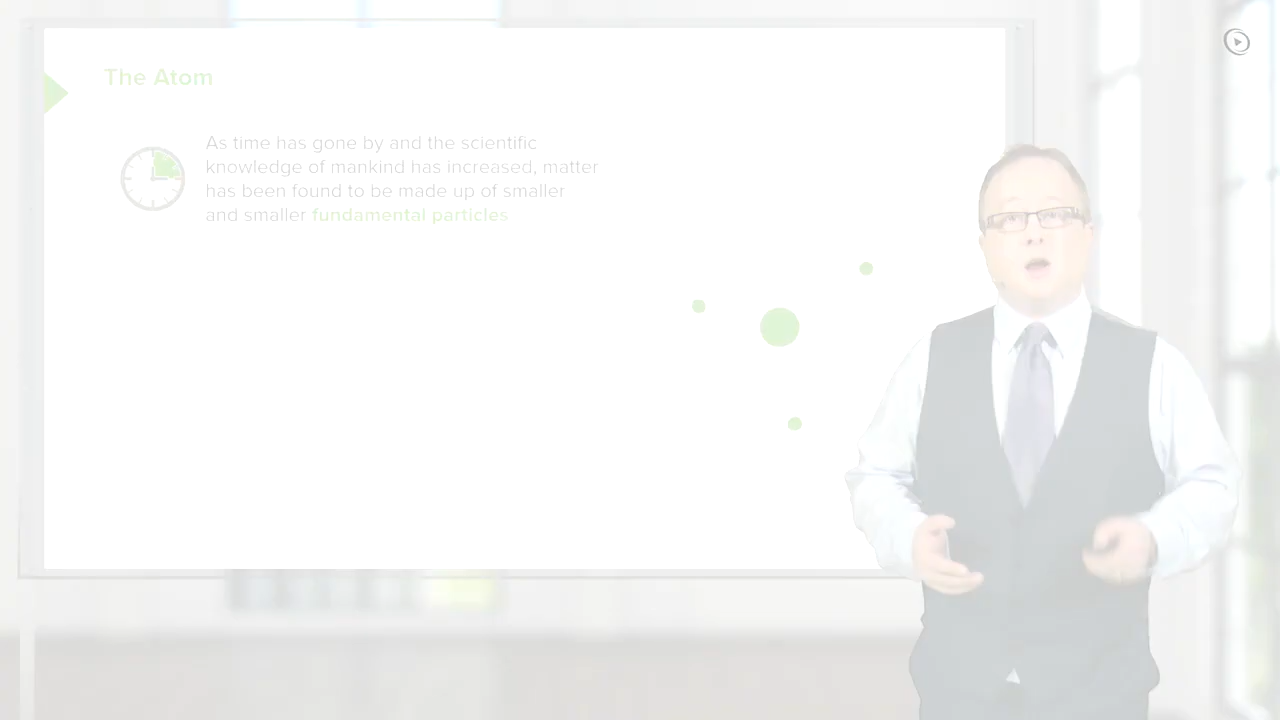 The Atom
As time has gone by and the scientific
knowledge of mankind has increased, matter
has been found to be made up of smaller
and smaller fundamental particles